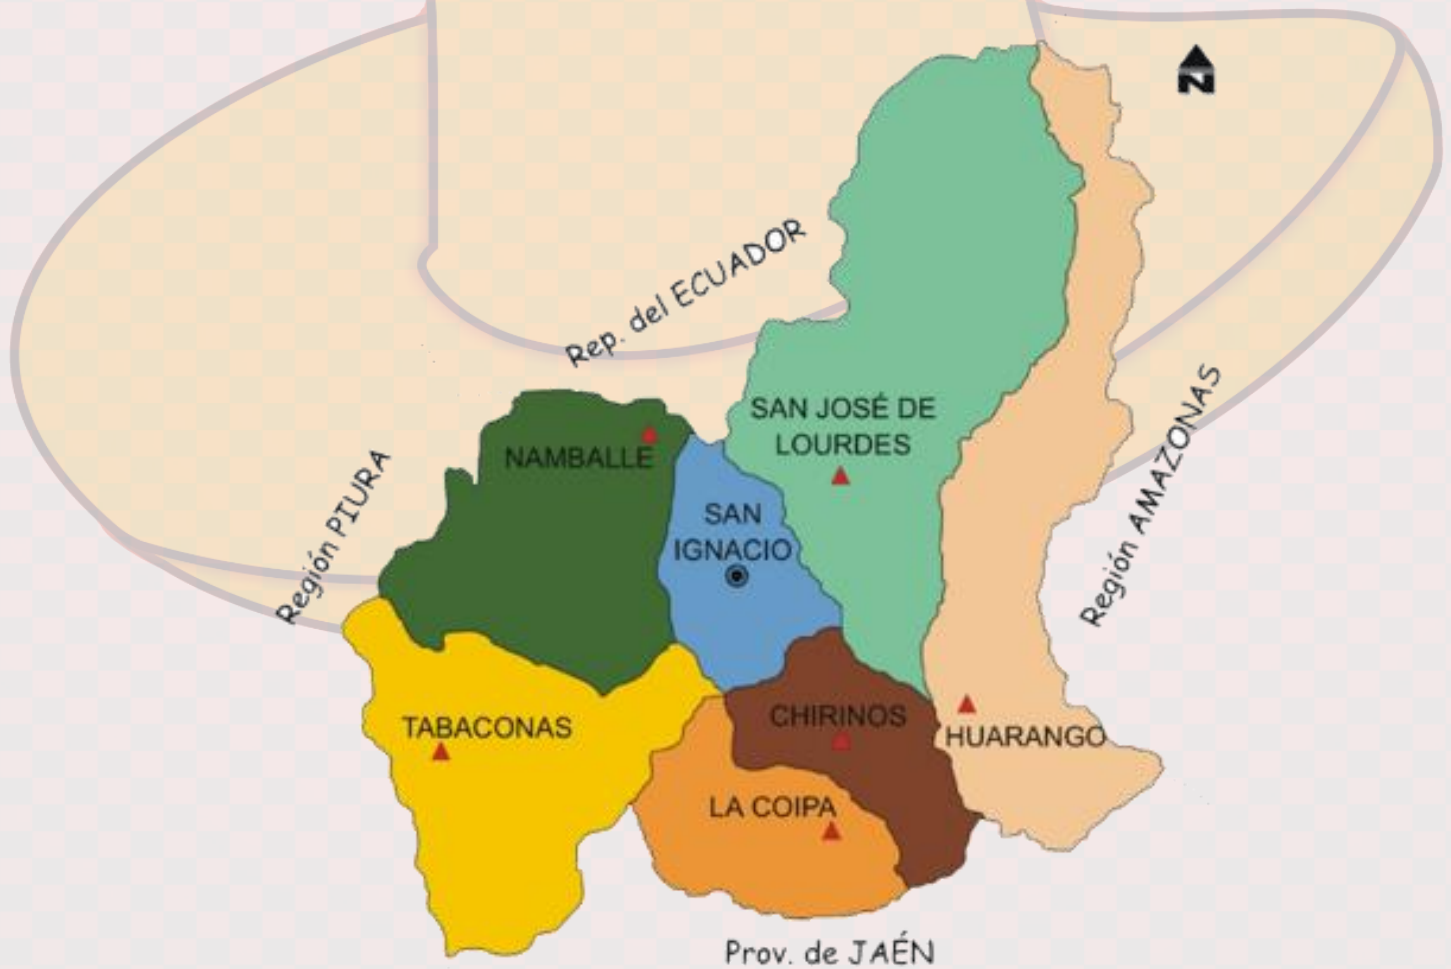 N
Rep. del ECUADOR
SAN JOSÉ DE
LOURDES
NAMBALLE
Región PIURA
Región AMAZONAS
SAN
IGNACIO
TABACONAS
CHIRINOS
HUARANGO
LA COIPA
Prov. de JAÉN